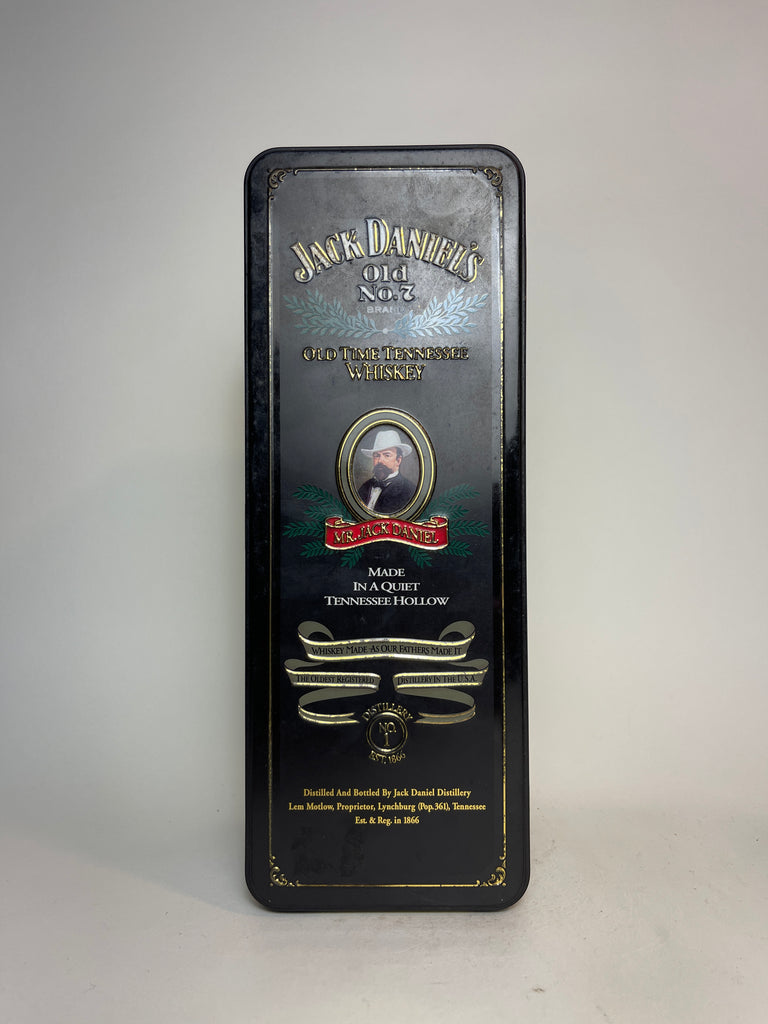 JACK DANIEL'S
Old
No.7
BRAND
OLD TIME TENNESSEE
WHISKEY
MR. JACK DANIEL
MADE
IN A QUIET
TENNESSEE HOLLOW
WHISKEY MADE AS OUR FATHERS MADE IT
THE OLDEST REGISTERED DISTILLERY IN THE U.S.A.
DISTILLERY
NO.
1
EST. 1866
Distilled And Bottled By Jack Daniel Distillery
Lem Motlow, Proprietor, Lynchburg (Pop.361), Tennessee
Est. & Reg. in 1866